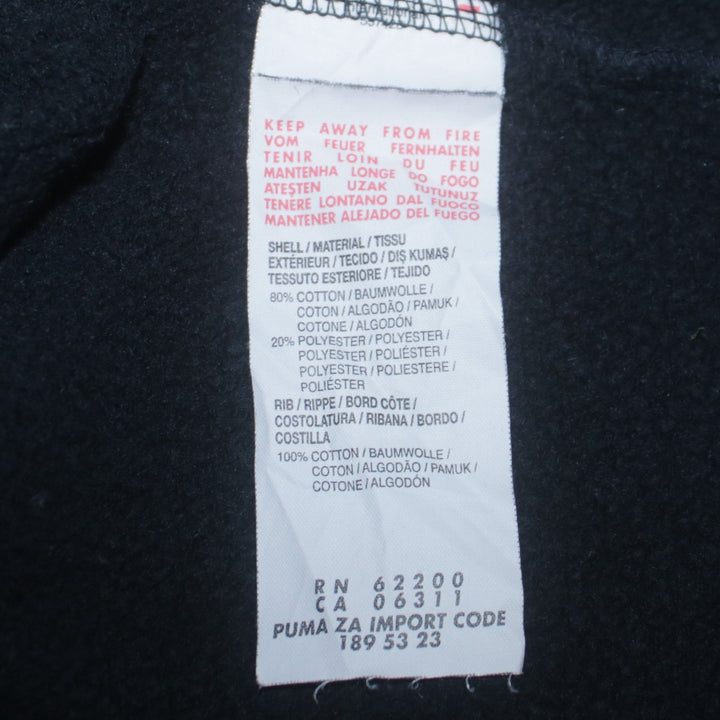 KEEP AWAY FROM FIRE
VOM FEUER FERNHALTEN
TENIR LOIN DU FEU
MANTENHA LONGE DO FOGO
ATEŞTEN UZAK TUTUNUZ
TENERE LONTANO DAL FUOCO
MANTENER ALEJADO DEL FUEGO
SHELL / MATERIAL / TISSU
EXTÉRIEUR / TECIDO / DIŞ KUMAŞ /
TESSUTO ESTERIORE / TEJIDO
80% COTTON / BAUMWOLLE /
COTON / ALGODÃO / PAMUK /
COTONE / ALGODÓN
20% POLYESTER / POLYESTER /
POLYESTER / POLIÉSTER /
POLYESTER / POLIESTERE /
POLIÉSTER
RIB / RIPPE / BORD CÔTE /
COSTOLATURA / RIBANA / BORDO /
COSTILLA
100% COTTON / BAUMWOLLE /
COTON / ALGODÃO / PAMUK /
COTONE / ALGODÓN
RN 62200
CA 06311
PUMA ZA IMPORT CODE
189 53 23